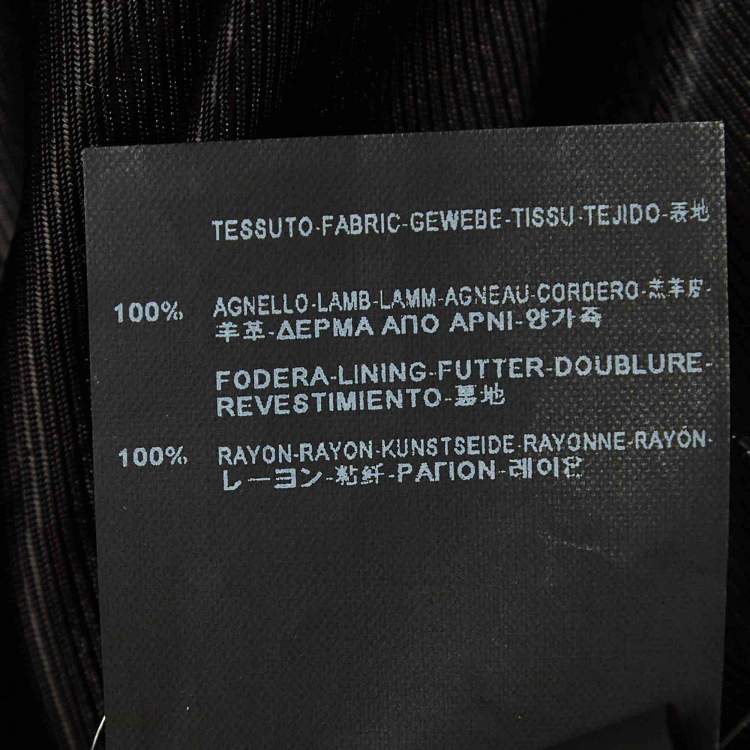 TESSUTO-FABRIC-GEWEBE-TISSU-TEJIDO-表地
100% AGNELLO-LAMB-LAMM-AGNEAU-CORDERO-羔羊皮-
羊革-ΔΕΡΜΑ ΑΠΟ ΑΡΝΙ-양가죽
FODERA-LINING-FUTTER-DOUBLURE-
REVESTIMIENTO-裏地
100% RAYON-RAYON-KUNSTSEIDE-RAYONNE-RAYÓN-
レーヨン-粘纤-ΡΑΓΙΟΝ-레이온